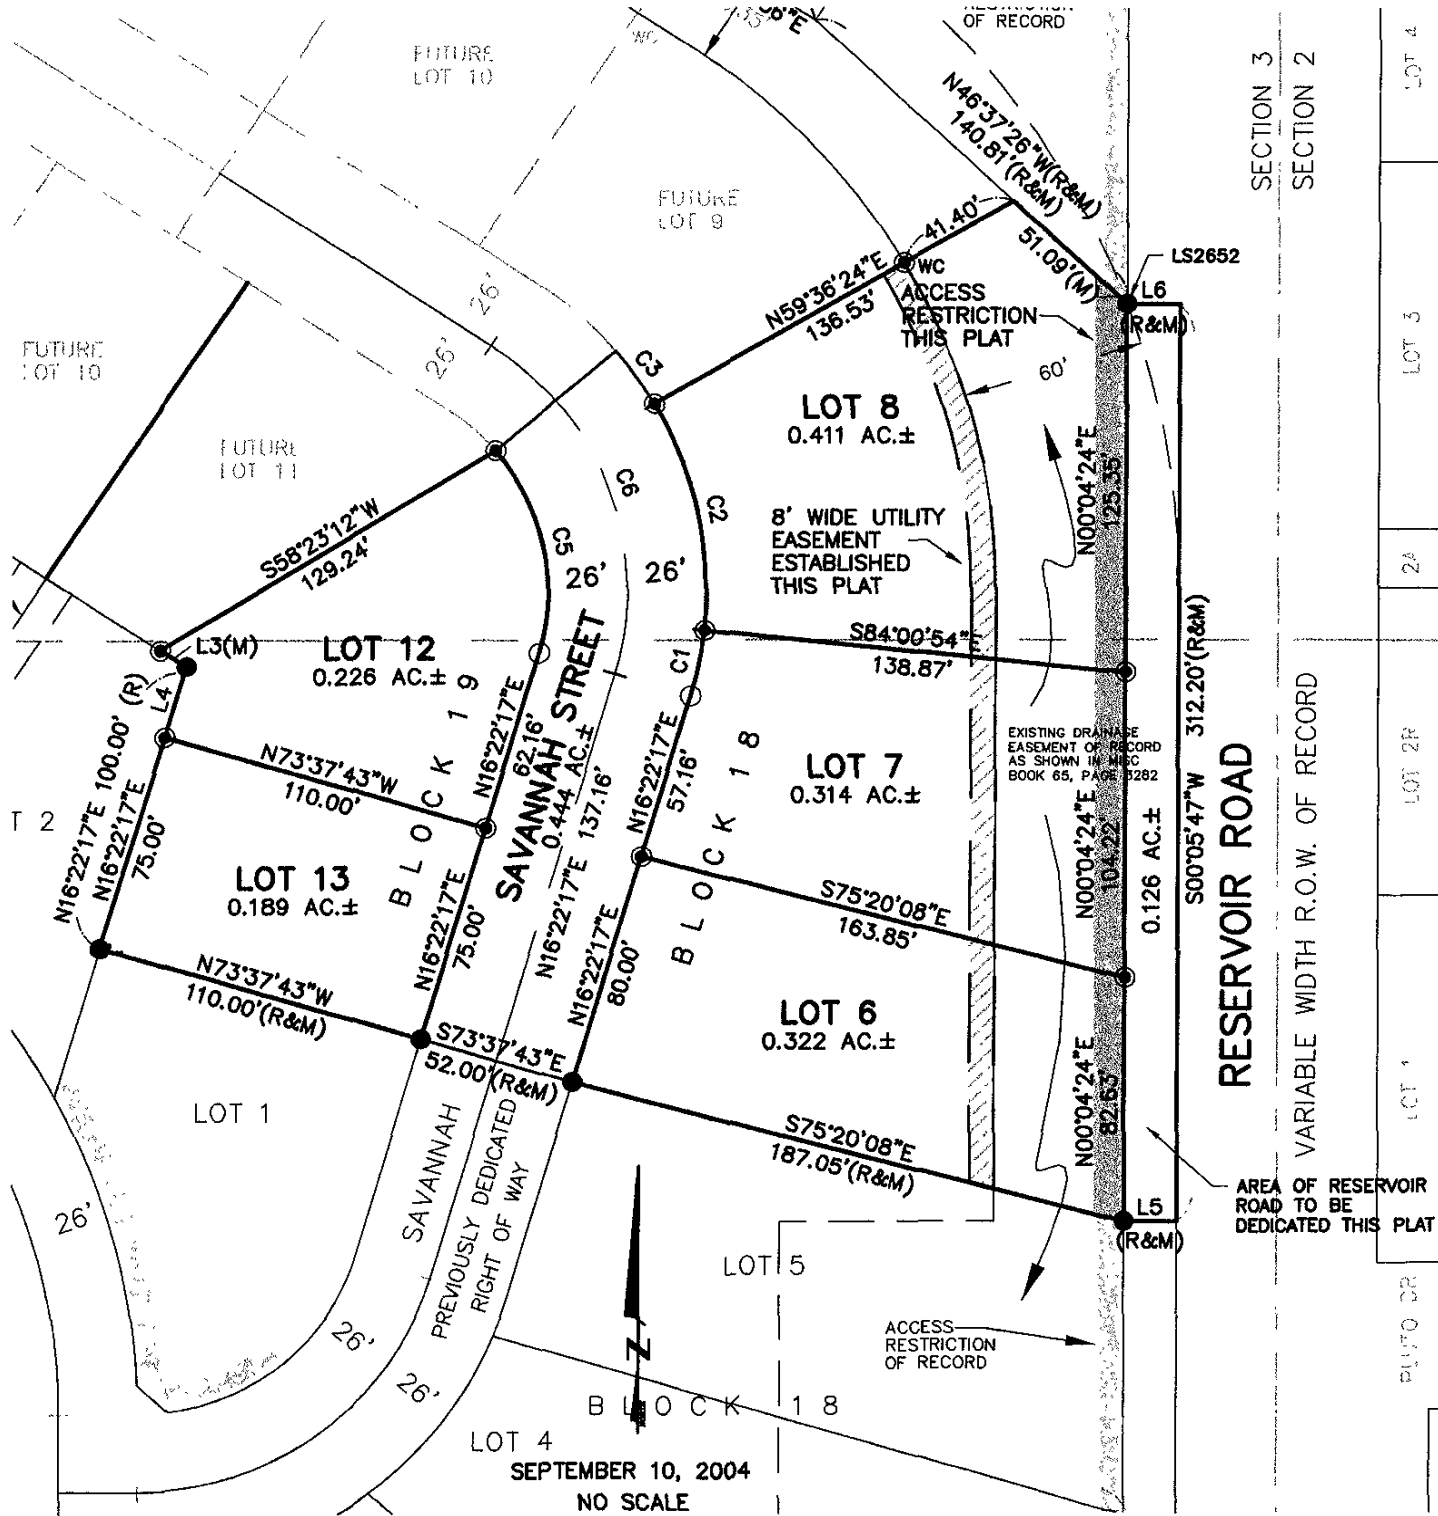 OF RECORD
FUTURE
LOT 10
WC
SECTION 3
SECTION 2
LOT 4
N46°37'26"W(R&M)
140.81'(R&M)
FUTURE
LOT 9
41.40'
51.09'(M)
LS2652
L6
(R&M)
WC
N59°36'24"E
136.53'
ACCESS
RESTRICTION
THIS PLAT
60'
26'
26'
C3
FUTURE
LOT 10
LOT 3
LOT 8
0.411 AC.±
N00°04'24"E
125.35'
FUTURE
LOT 11
C6
C2
C5
S58°23'12"W
129.24'
8' WIDE UTILITY
EASEMENT
ESTABLISHED
THIS PLAT
26'
26'
2A
L3(M)
LOT 12
0.226 AC.±
S84°00'54"E
138.87'
C1
L4
(R)
N16°22'17"E 100.00'
N16°22'17"E
75.00'
N73°37'43"W
110.00'
BLOCK 19
N16°22'17"E
62.16'
SAVANNAH STREET
0.444 AC.±
N16°22'17"E 137.16'
N16°22'17"E
57.16'
BLOCK 18
LOT 7
0.314 AC.±
EXISTING DRAINAGE
EASEMENT OF RECORD
AS SHOWN IN MISC
BOOK 65, PAGE 3282
N00°04'24"E
104.22'
0.126 AC.±
S00°05'47"W 312.20'(R&M)
RESERVOIR ROAD
VARIABLE WIDTH R.O.W. OF RECORD
LOT 2R
T 2
LOT 13
0.189 AC.±
N16°22'17"E
75.00'
S75°20'08"E
163.85'
N73°37'43"W
110.00'(R&M)
N16°22'17"E
80.00'
LOT 6
0.322 AC.±
S73°37'43"E
52.00'(R&M)
N00°04'24"E
82.63'
LOT 1
LOT 1
S75°20'08"E
187.05'(R&M)
SAVANNAH
PREVIOUSLY DEDICATED
RIGHT OF WAY
AREA OF RESERVOIR
ROAD TO BE
DEDICATED THIS PLAT
L5
(R&M)
26'
LOT 5
26'
26'
N
ACCESS
RESTRICTION
OF RECORD
PLUTO DR
BLOCK 18
LOT 4
SEPTEMBER 10, 2004
NO SCALE